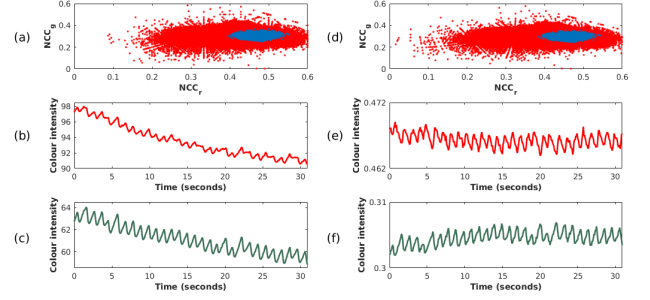 (a)
NCC_g
0.6
0.4
0.2
0
0 0.1 0.2 0.3 0.4 0.5 0.6
NCC_r
(d)
NCC_g
0.6
0.4
0.2
0
0 0.1 0.2 0.3 0.4 0.5 0.6
NCC_r
(b)
Colour intensity
98
96
94
92
90
0 5 10 15 20 25 30
Time (seconds)
(e)
Colour intensity
0.472
0.462
0 5 10 15 20 25 30
Time (seconds)
(c)
Colour intensity
64
62
60
0 5 10 15 20 25 30
Time (seconds)
(f)
Colour intensity
0.31
0.3
0 5 10 15 20 25 30
Time (seconds)